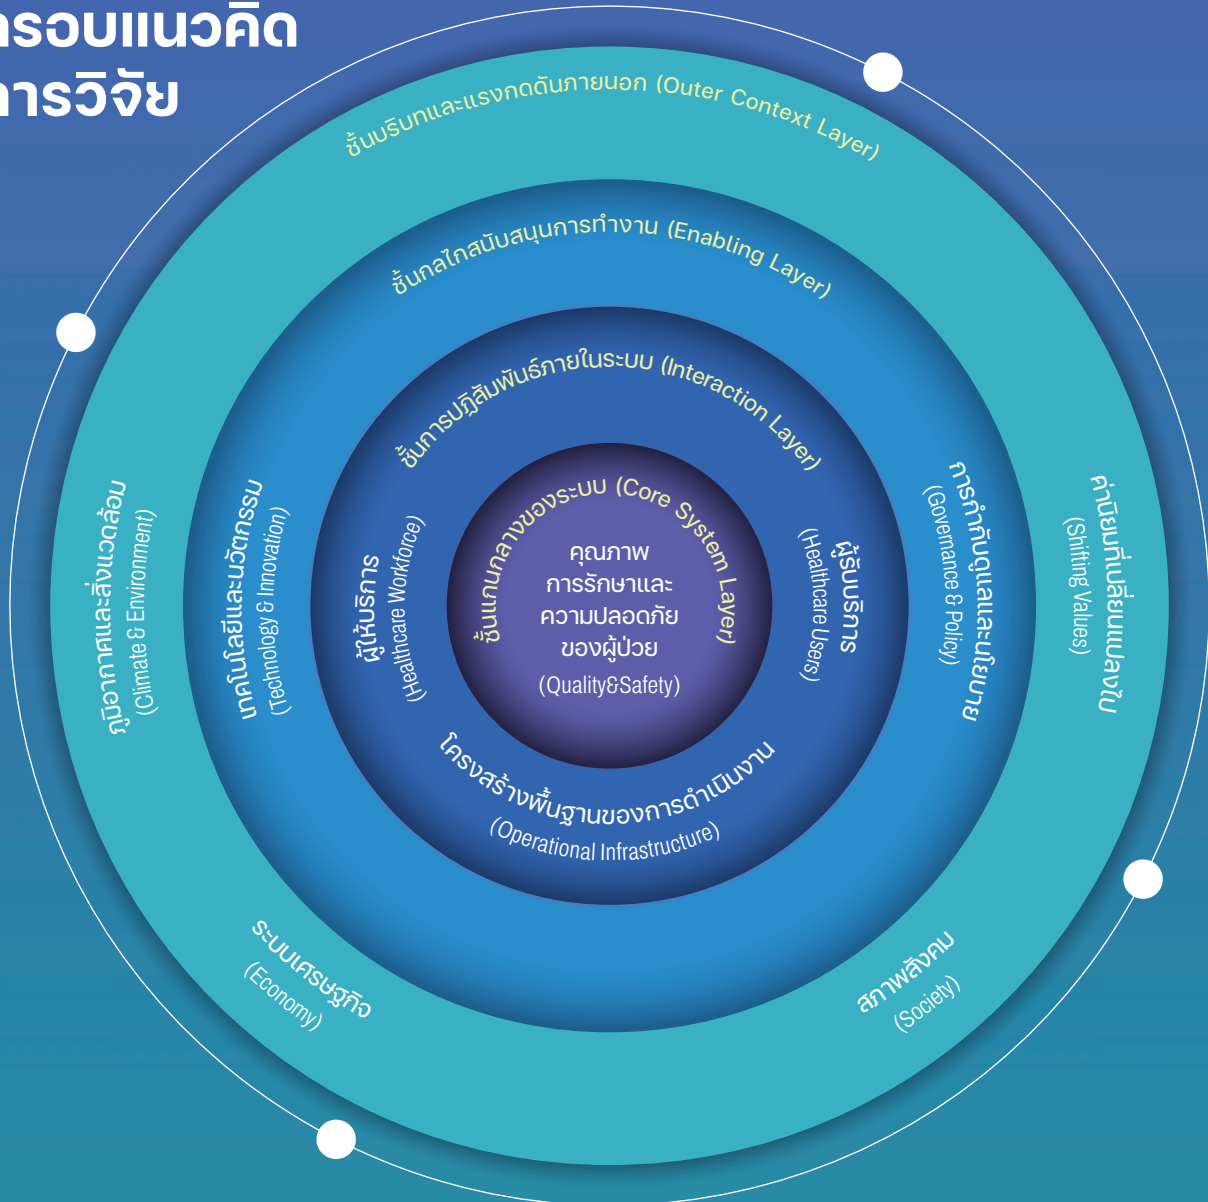 กรอบแนวคิด
การวิจัย
ชั้นบริบทและแรงกดดันภายนอก (Outer Context Layer)
ชั้นกลไกสนับสนุนการทำงาน (Enabling Layer)
ชั้นการปฏิสัมพันธ์ภายในระบบ (Interaction Layer)
ชั้นแกนกลางของระบบ (Core System Layer)
คุณภาพ
การรักษาและ
ความปลอดภัย
ของผู้ป่วย
(Quality&Safety)
ผู้ให้บริการ
(Healthcare Workforce)
ผู้รับบริการ
(Healthcare Users)
โครงสร้างพื้นฐานของการดำเนินงาน
(Operational Infrastructure)
เทคโนโลยีและนวัตกรรม
(Technology & Innovation)
การกำกับดูแลและนโยบาย
(Governance & Policy)
ภูมิอากาศและสิ่งแวดล้อม
(Climate & Environment)
ค่านิยมที่เปลี่ยนแปลงไป
(Shifting Values)
ระบบเศรษฐกิจ
(Economy)
สภาพสังคม
(Society)